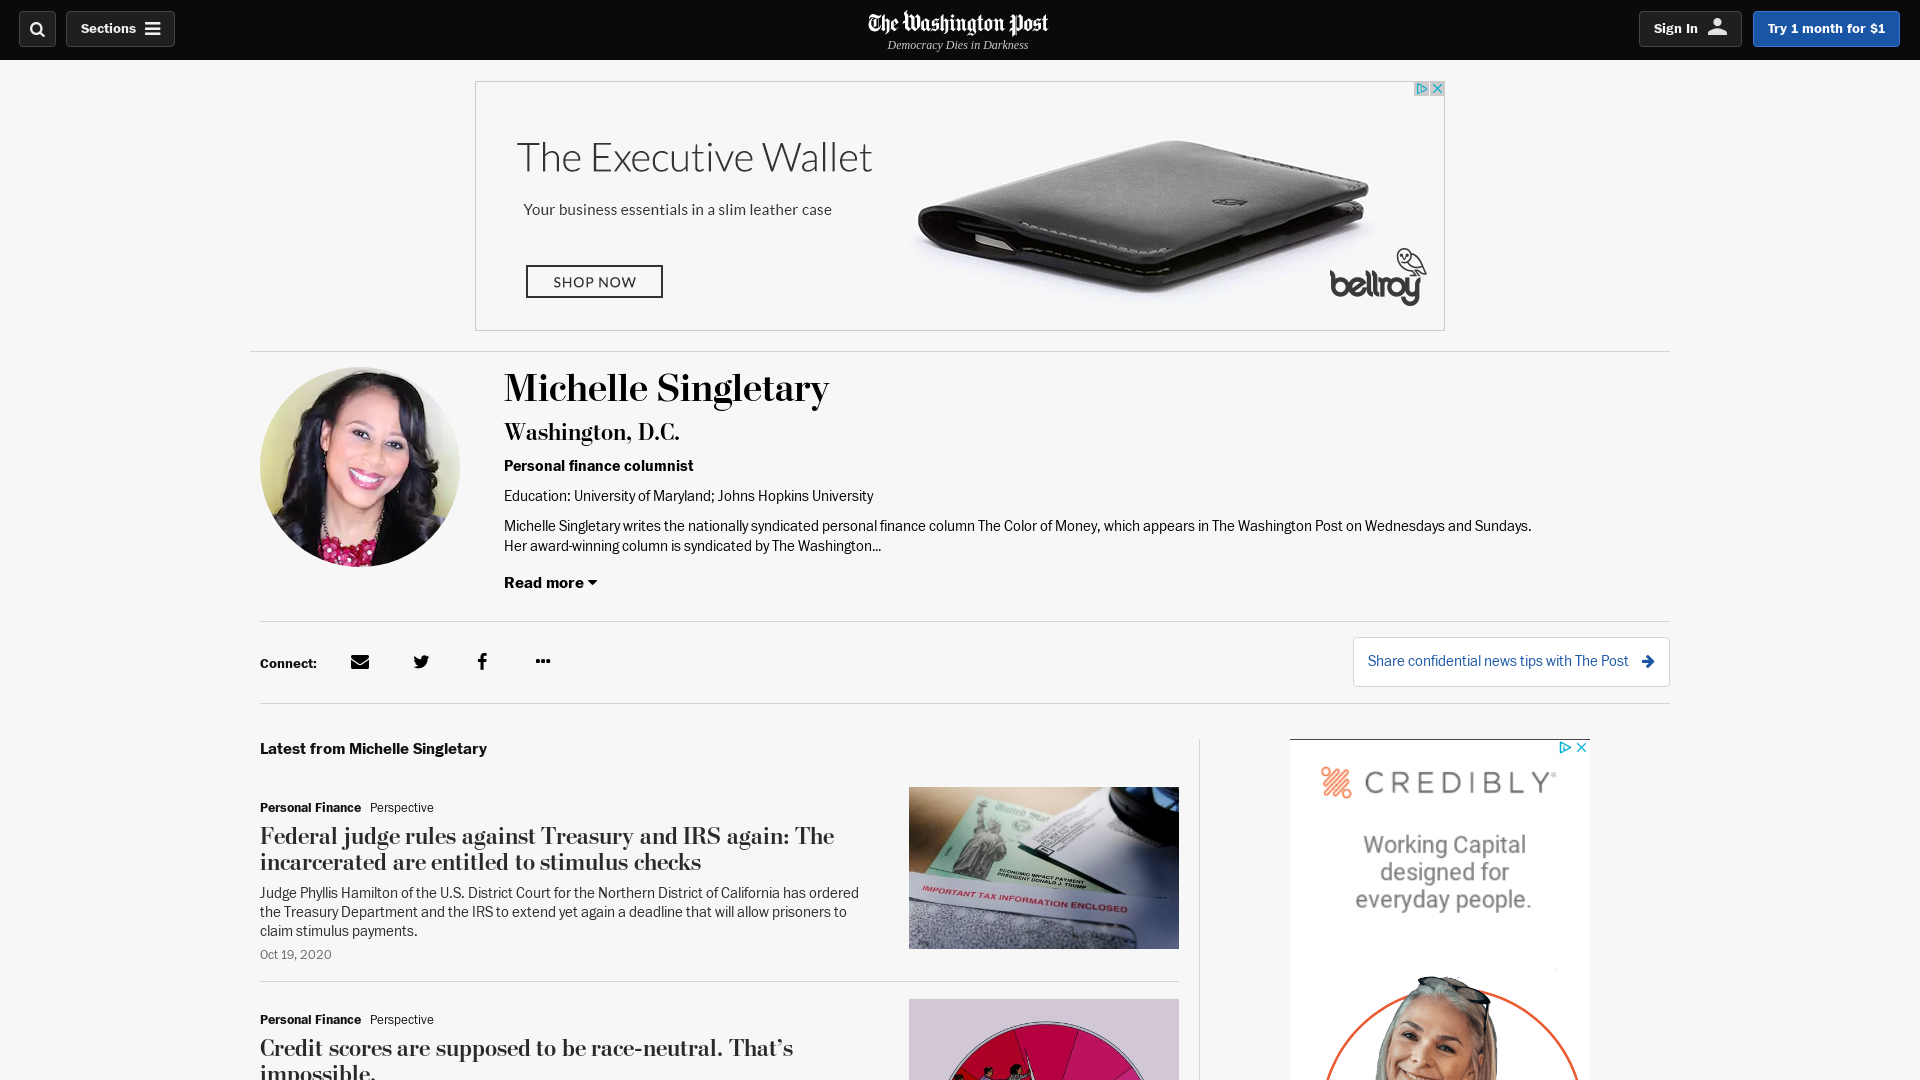 Sections
The Washington Post
Democracy Dies in Darkness
Sign In
Try 1 month for $1
The Executive Wallet
Your business essentials in a slim leather case
SHOP NOW
bellroy
Michelle Singletary
Washington, D.C.
Personal finance columnist
Education: University of Maryland; Johns Hopkins University
Michelle Singletary writes the nationally syndicated personal finance column The Color of Money, which appears in The Washington Post on Wednesdays and Sundays.
Her award-winning column is syndicated by The Washington...
Read more
Connect:
Share confidential news tips with The Post
Latest from Michelle Singletary
Personal Finance Perspective
Federal judge rules against Treasury and IRS again: The
incarcerated are entitled to stimulus checks
Judge Phyllis Hamilton of the U.S. District Court for the Northern District of California has ordered
the Treasury Department and the IRS to extend yet again a deadline that will allow prisoners to
claim stimulus payments.
Oct 19, 2020
United States
ECONOMIC IMPACT PAYMENT
PRESIDENT DONALD J. TRUMP
IMPORTANT TAX INFORMATION ENCLOSED
Personal Finance Perspective
Credit scores are supposed to be race-neutral. That’s
impossible.
CREDIBLY®
Working Capital
designed for
everyday people.